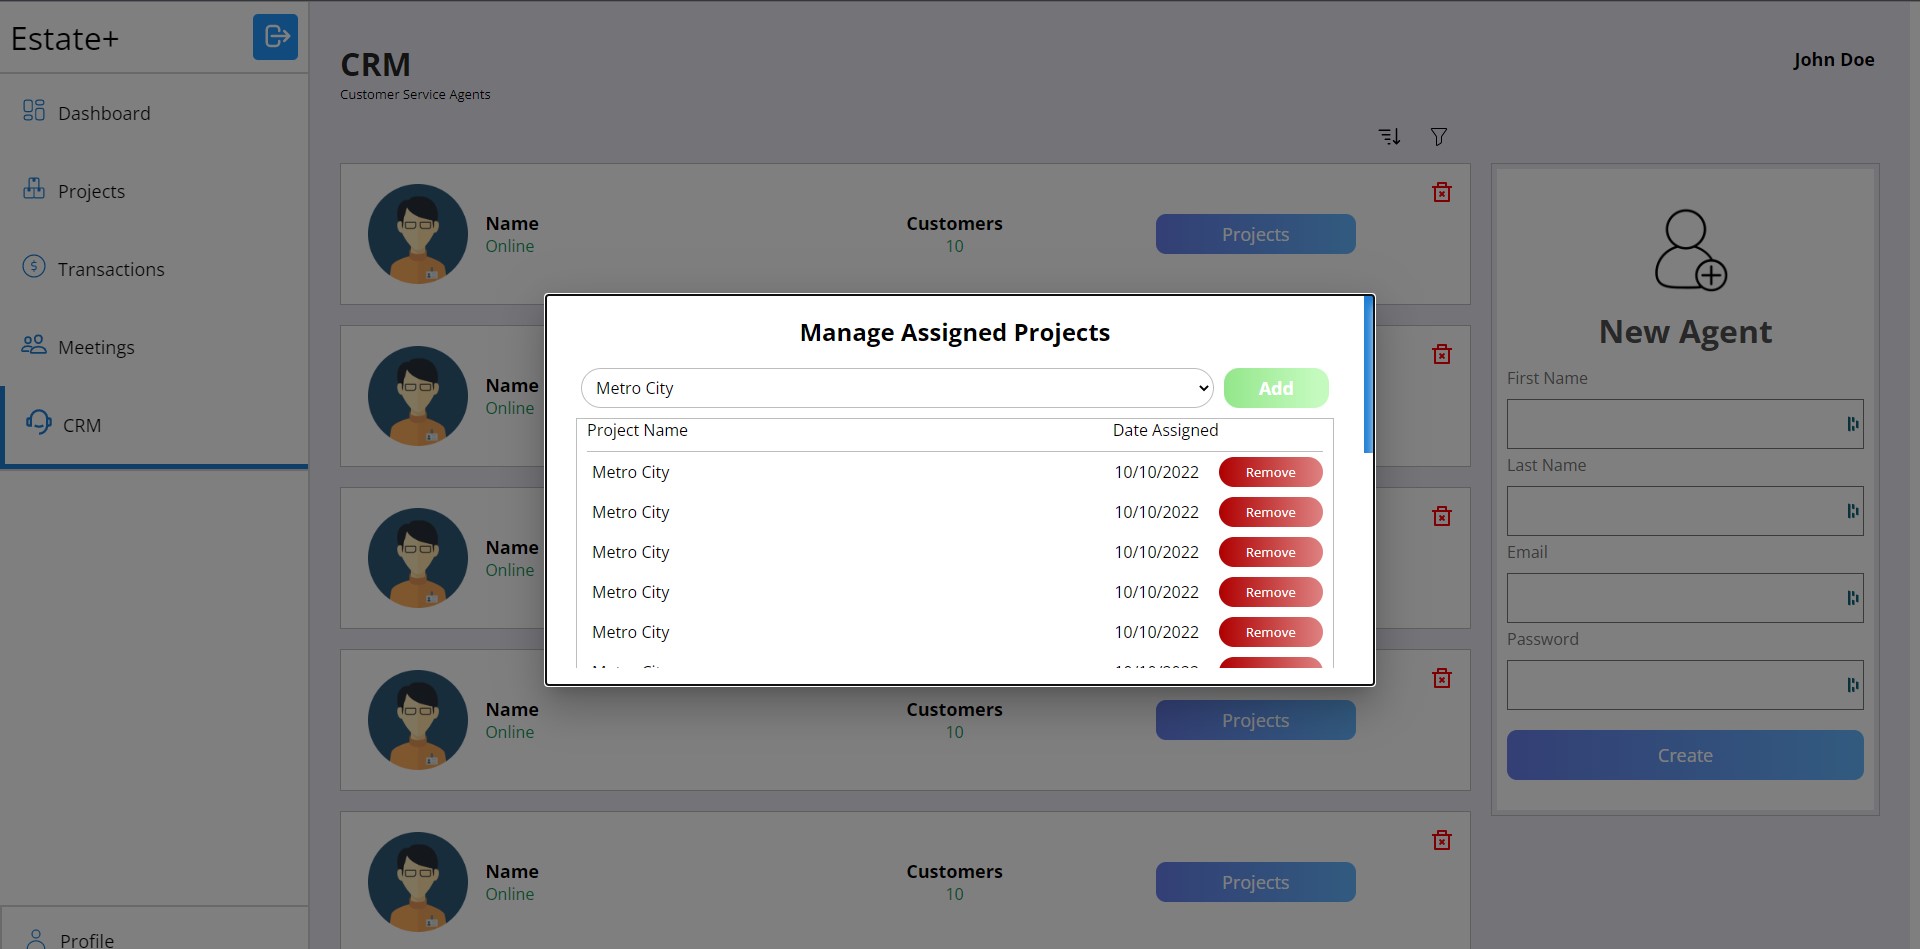 Estate+
Dashboard
Projects
Transactions
Meetings
CRM
Profile
CRM
Customer Service Agents
John Doe
Name
Online
Customers
10
Projects
Name
Online
Name
Online
Name
Online
Customers
10
Projects
Name
Online
Customers
10
Projects
Manage Assigned Projects
Metro City
Add
Project Name Date Assigned
Metro City 10/10/2022 Remove
Metro City 10/10/2022 Remove
Metro City 10/10/2022 Remove
Metro City 10/10/2022 Remove
Metro City 10/10/2022 Remove
New Agent
First Name
Last Name
Email
Password
Create